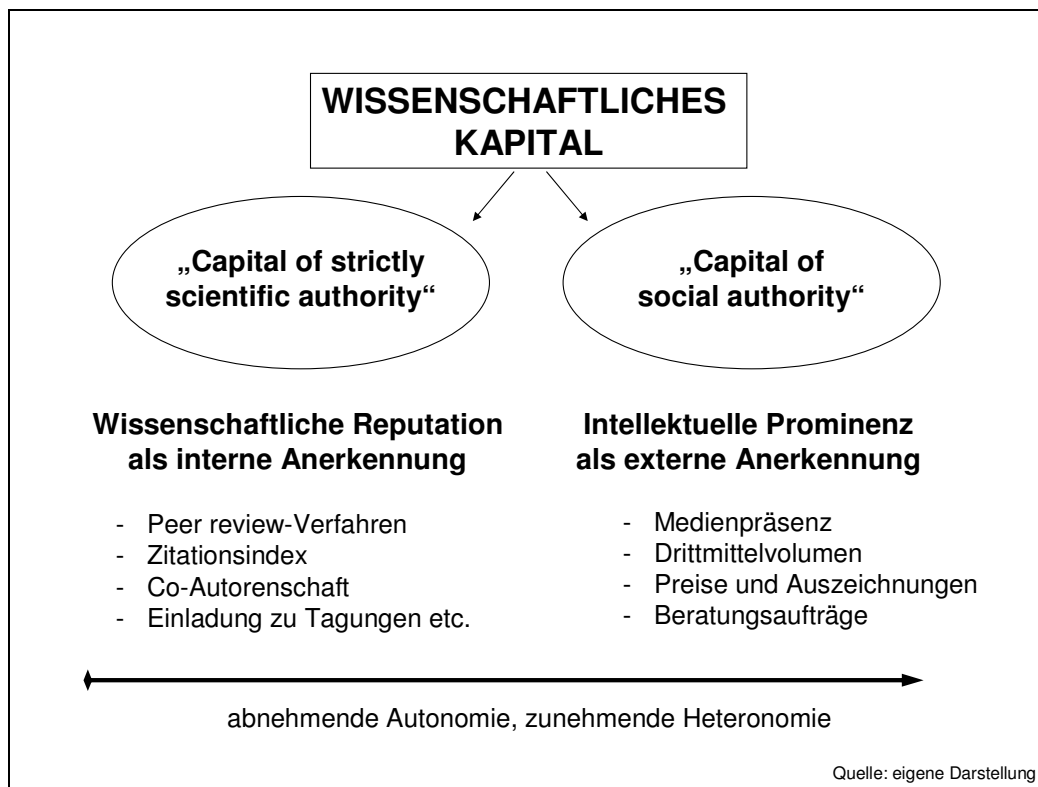 WISSENSCHAFTLICHES
KAPITAL
„Capital of strictly
scientific authority“
„Capital of
social authority“
Wissenschaftliche Reputation
als interne Anerkennung
- Peer review-Verfahren
- Zitationsindex
- Co-Autorenschaft
- Einladung zu Tagungen etc.
Intellektuelle Prominenz
als externe Anerkennung
- Medienpräsenz
- Drittmittelvolumen
- Preise und Auszeichnungen
- Beratungsaufträge
abnehmende Autonomie, zunehmende Heteronomie
Quelle: eigene Darstellung